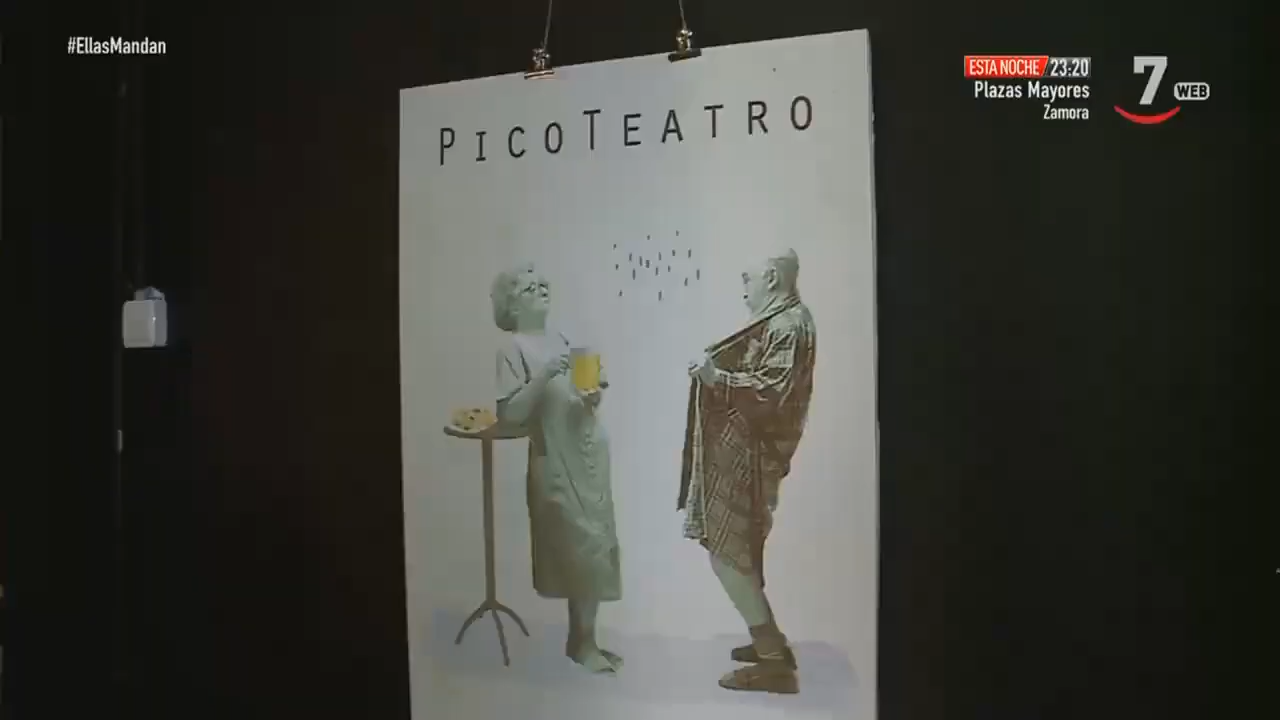 #EllasMandan
ESTA NOCHE 23:20
Plazas Mayores
Zamora
7 WEB
PICOTEATRO